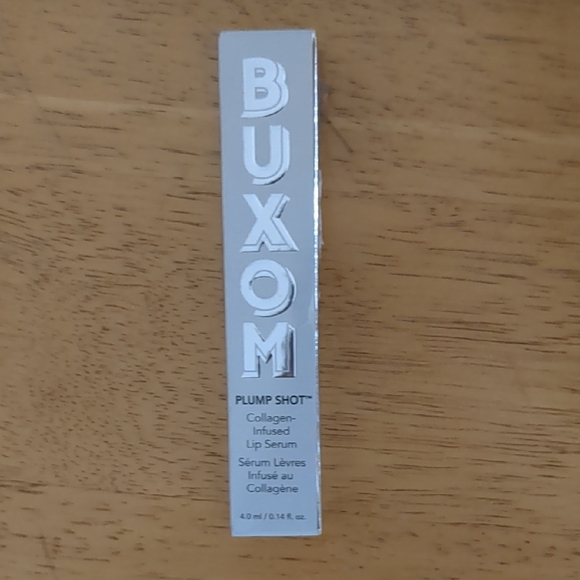 BUXOM
PLUMP SHOT™
Collagen-
Infused
Lip Serum
Sérum Lèvres
Infusé au
Collagène
4.0 ml / 0.14 fl. oz.